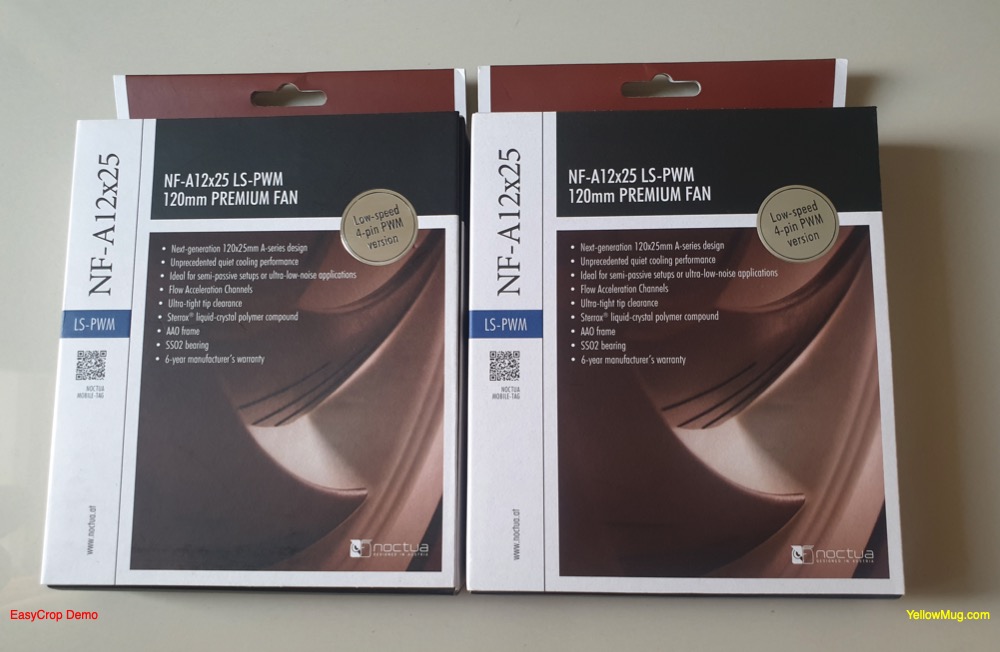 NF-A12x25
LS-PWM
NOCTUA
MOBILE-TAG
www.noctua.at
NF-A12x25 LS-PWM
120mm PREMIUM FAN
Low-speed
4-pin PWM
version
• Next-generation 120x25mm A-series design
• Unprecedented quiet cooling performance
• Ideal for semi-passive setups or ultra-low-noise applications
• Flow Acceleration Channels
• Ultra-tight tip clearance
• Sterrox® liquid-crystal polymer compound
• AAO frame
• SSO2 bearing
• 6-year manufacturer's warranty
noctua
DESIGNED IN AUSTRIA
NF-A12x25
LS-PWM
NOCTUA
MOBILE-TAG
www.noctua.at
NF-A12x25 LS-PWM
120mm PREMIUM FAN
Low-speed
4-pin PWM
version
• Next-generation 120x25mm A-series design
• Unprecedented quiet cooling performance
• Ideal for semi-passive setups or ultra-low-noise applications
• Flow Acceleration Channels
• Ultra-tight tip clearance
• Sterrox® liquid-crystal polymer compound
• AAO frame
• SSO2 bearing
• 6-year manufacturer's warranty
noctua
DESIGNED IN AUSTRIA
EasyCrop Demo
YellowMug.com